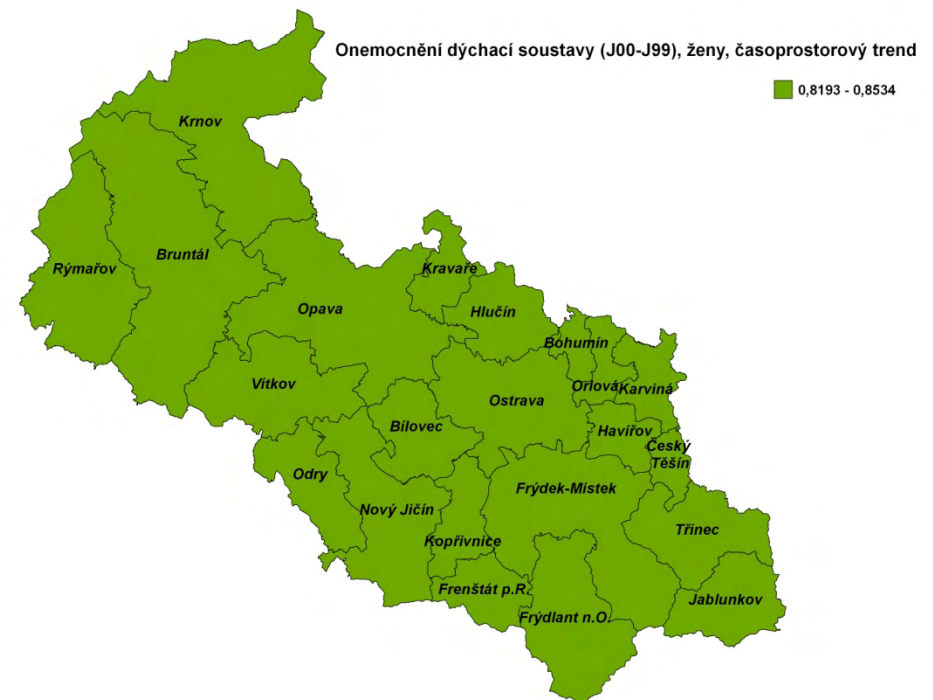 Onemocnění dýchací soustavy (J00-J99), ženy, časoprostorový trend
0,8193 - 0,8534
Krnov
Rýmařov
Bruntál
Kravaře
Opava
Hlučín
Bohumín
Vítkov
Orlová
Karviná
Ostrava
Bílovec
Havířov
Český
Těšín
Odry
Frýdek-Místek
Nový Jičín
Třinec
Kopřivnice
Frenštát p.R.
Jablunkov
Frýdlant n.O.